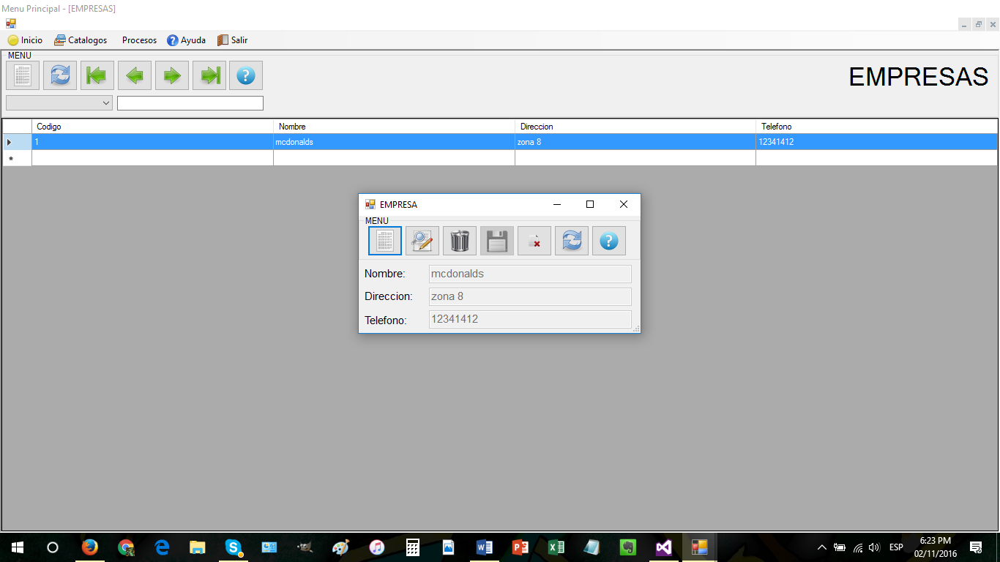 Menu Principal - [EMPRESAS]
Inicio Catalogos Procesos Ayuda Salir
MENU
EMPRESAS
Codigo Nombre Direccion Telefono
1 mcdonalds zona 8 12341412
EMPRESA
MENU
Nombre: mcdonalds
Direccion: zona 8
Telefono: 12341412
ESP
6:23 PM
02/11/2016